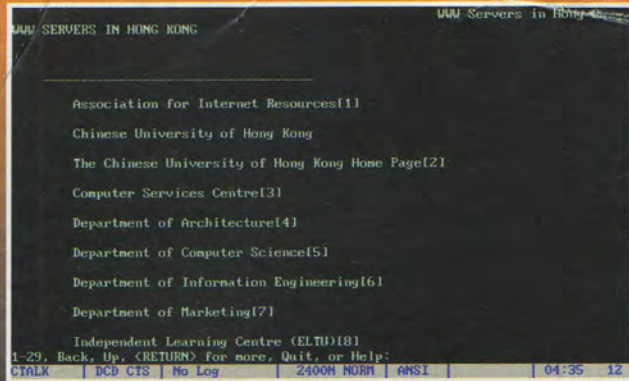 WWW Servers in Hong
WWW SERVERS IN HONG KONG
Association for Internet Resources[1]
Chinese University of Hong Kong
The Chinese University of Hong Kong Home Page[2]
Computer Services Centre[3]
Department of Architecture[4]
Department of Computer Science[5]
Department of Information Engineering[6]
Department of Marketing[7]
Independent Learning Centre (ELTU)[8]
1-29, Back, Up, <RETURN> for more, Quit, or Help:
CTALK | DCD CTS | No Log | 2400N NORM | ANSI | | 04:35 12